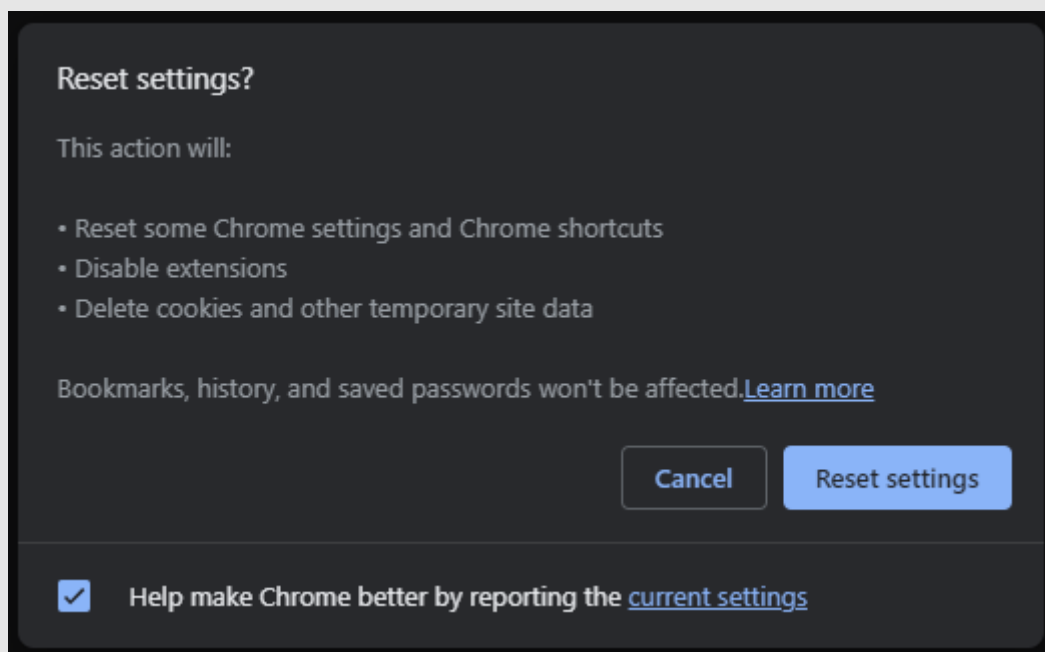 Reset settings?
This action will:
• Reset some Chrome settings and Chrome shortcuts
• Disable extensions
• Delete cookies and other temporary site data
Bookmarks, history, and saved passwords won't be affected.Learn more
Cancel
Reset settings
Help make Chrome better by reporting the current settings